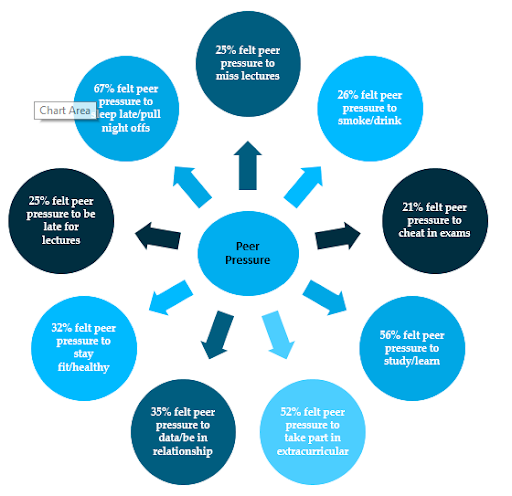 25% felt peer
pressure to
miss lectures
26% felt peer
pressure to
smoke/drink
21% felt peer
pressure to
cheat in exams
56% felt peer
pressure to
study/learn
52% felt peer
pressure to
take part in
extracurricular
35% felt peer
pressure to
data/be in
relationship
32% felt peer
pressure to
stay
fit/healthy
25% felt peer
pressure to be
late for
lectures
67% felt peer
pressure to
leep late/pull
night offs
Chart Area
Peer
Pressure